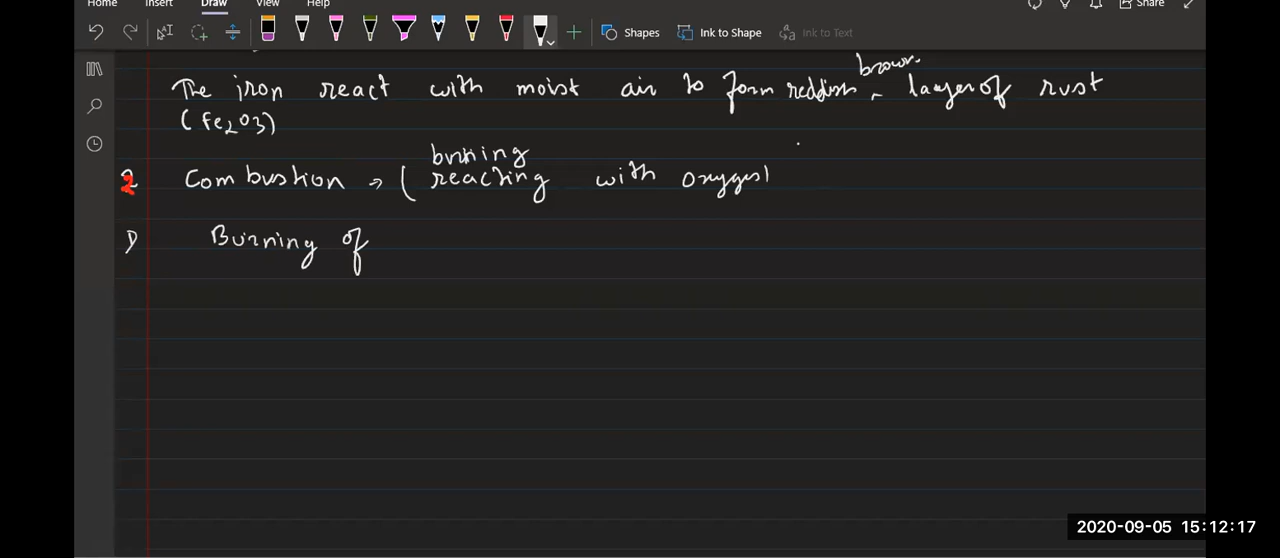 Home Insert Draw View Help Share
Shapes Ink to Shape Ink to Text
brown
The iron react with moist air to form reddish layer of rust
(Fe2O3)
burning
2 Combustion → ( reacting with oxygen)
1) Burning of
2020-09-05 15:12:17